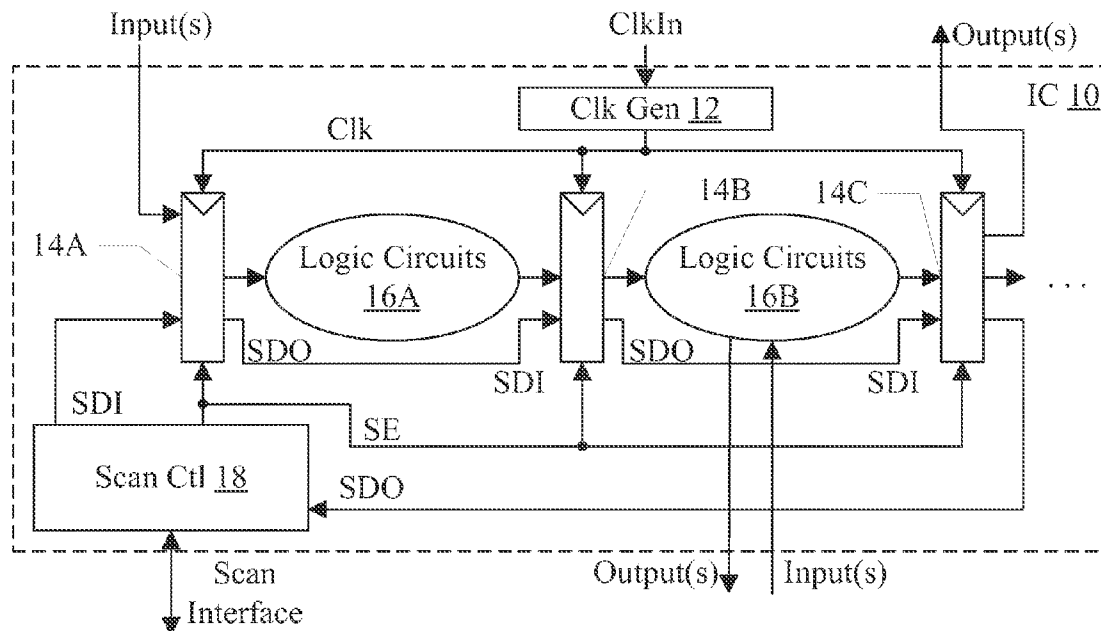 Input(s)
ClkIn
Output(s)
IC 10
Clk Gen 12
Clk
14A
14B
14C
Logic Circuits
16A
Logic Circuits
16B
. . .
SDO
SDI
SDO
SDI
SDI
SE
Scan Ctl 18
SDO
Scan
Interface
Output(s)
Input(s)